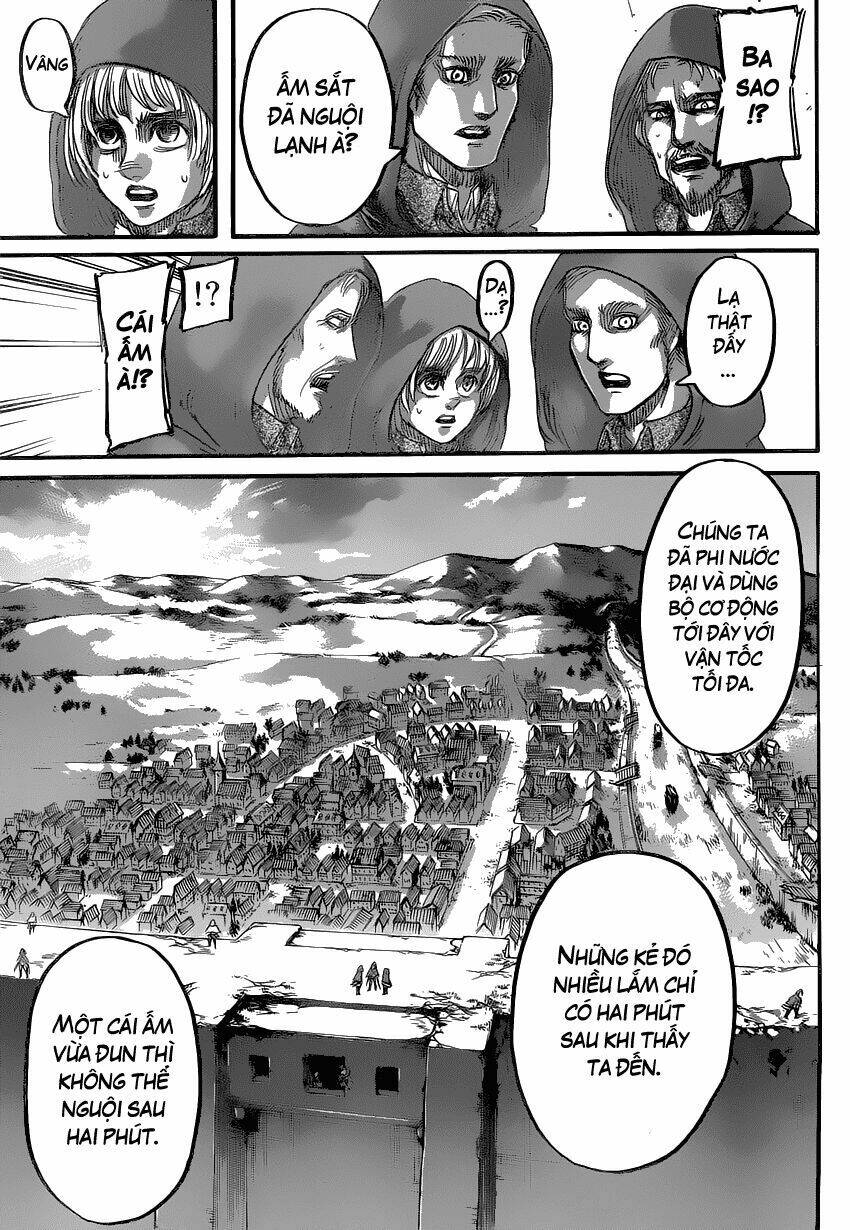 BA
SAO
!?
ẤM SẮT
ĐÃ NGUỘI
LẠNH À?
VÂNG
LẠ
THẬT
ĐẤY
...
DẠ
...?
!?
CÁI
ẤM
À!?
CHÚNG TA
ĐÃ PHI NƯỚC
ĐẠI VÀ DÙNG
BỘ CƠ ĐỘNG
TỚI ĐÂY VỚI
VẬN TỐC
TỐI ĐA.
NHỮNG KẺ ĐÓ
NHIỀU LẮM CHỈ
CÓ HAI PHÚT
SAU KHI THẤY
TA ĐẾN.
MỘT CÁI ẤM
VỪA ĐUN THÌ
KHÔNG THỂ
NGUỘI SAU
HAI PHÚT.